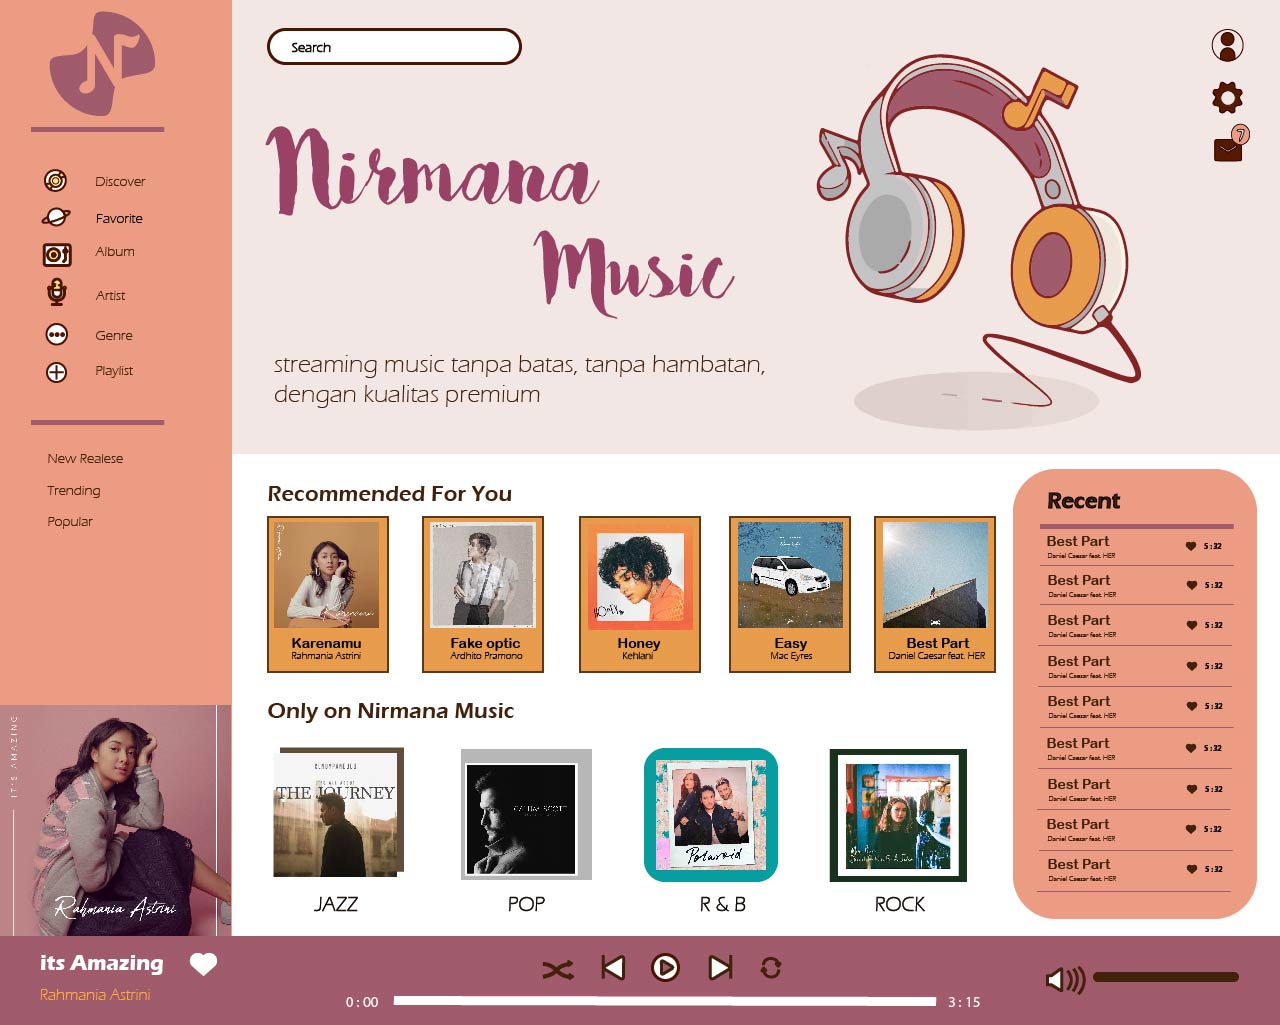 N
Search
7
Nirmana
Music
streaming music tanpa batas, tanpa hambatan,
dengan kualitas premium
Discover
Favorite
Album
Artist
Genre
Playlist
New Realese
Trending
Popular
Recommended For You
Karenamu
Karenamu
Rahmania Astrini
Fake optic
Ardhito Pramono
HONEY
Honey
Kehlani
Easy
Mac Eyres
Best Part
Daniel Caesar feat. HER
Only on Nirmana Music
THE JOURNEY
JAZZ
CALUM SCOTT
POP
Polaroid
R & B
ROCK
Recent
Best Part
Daniel Caesar feat. HER
5:32
Best Part
Daniel Caesar feat. HER
5:32
Best Part
Daniel Caesar feat. HER
5:32
Best Part
Daniel Caesar feat. HER
5:32
Best Part
Daniel Caesar feat. HER
5:32
Best Part
Daniel Caesar feat. HER
5:32
Best Part
Daniel Caesar feat. HER
5:32
Best Part
Daniel Caesar feat. HER
5:32
Best Part
Daniel Caesar feat. HER
5:32
IT'S AMAZING
Rahmania Astrini
its Amazing
Rahmania Astrini
0:00
3:15